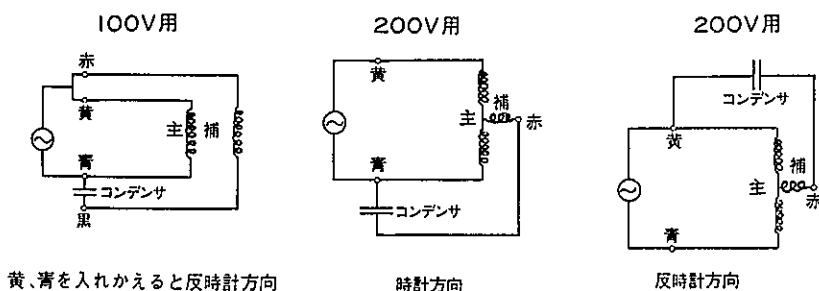 100V用
赤
黄
主 補
青
コンデンサ
黒
黄、青を入れかえると反時計方向
200V用
黄
補
主
赤
青
コンデンサ
時計方向
200V用
コンデンサ
黄
補
主
赤
青
反時計方向